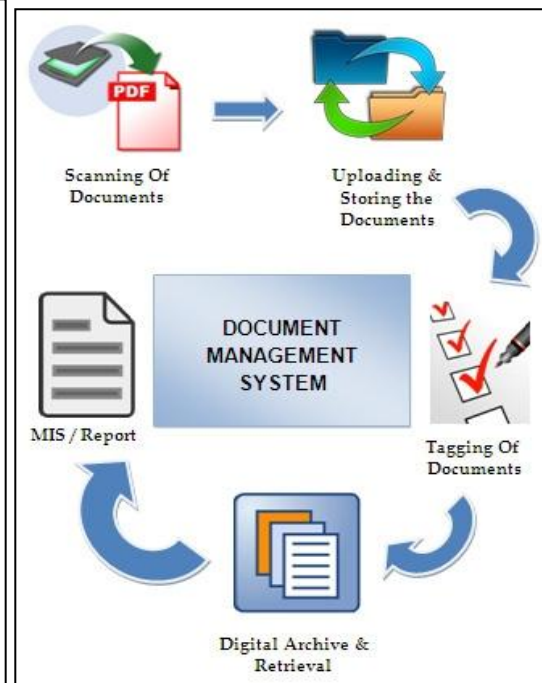 PDF
Scanning Of
Documents
Uploading &
Storing the
Documents
DOCUMENT
MANAGEMENT
SYSTEM
MIS / Report
Tagging Of
Documents
Digital Archive &
Retrieval